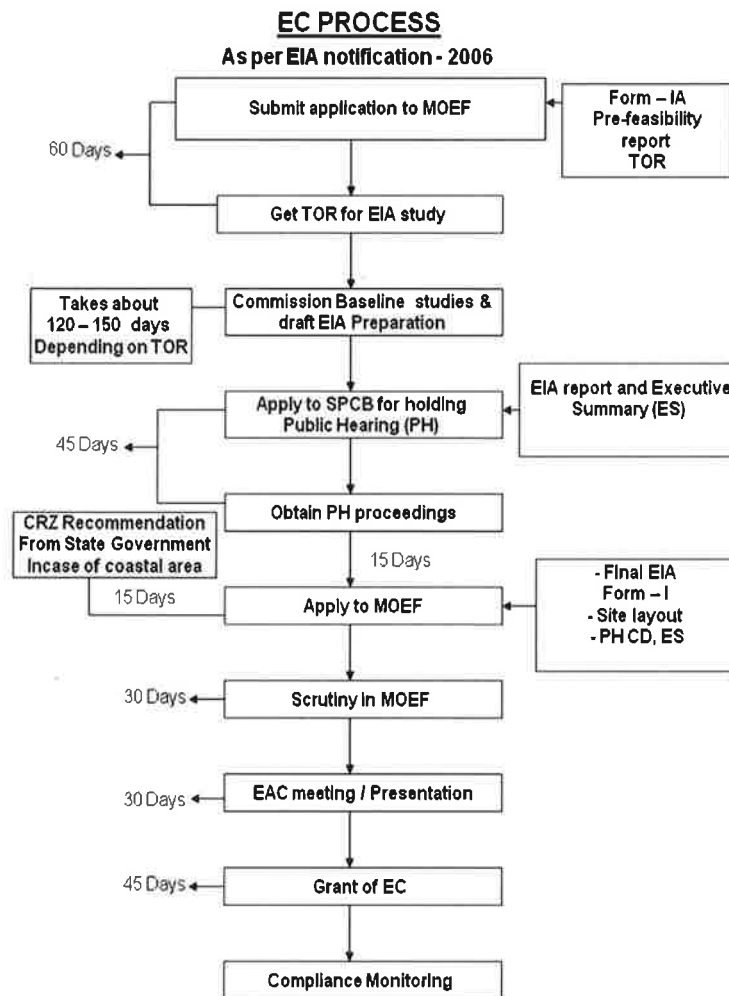 EC PROCESS
As per EIA notification - 2006
Submit application to MOEF
Form – IA
Pre-feasibility
report
TOR
60 Days
Get TOR for EIA study
Takes about
120 – 150 days
Depending on TOR
Commission Baseline studies &
draft EIA Preparation
Apply to SPCB for holding
Public Hearing (PH)
EIA report and Executive
Summary (ES)
45 Days
Obtain PH proceedings
CRZ Recommendation
From State Government
Incase of coastal area
15 Days
15 Days
Apply to MOEF
- Final EIA
Form – I
- Site layout
- PH CD, ES
Scrutiny in MOEF
30 Days
EAC meeting / Presentation
30 Days
Grant of EC
45 Days
Compliance Monitoring